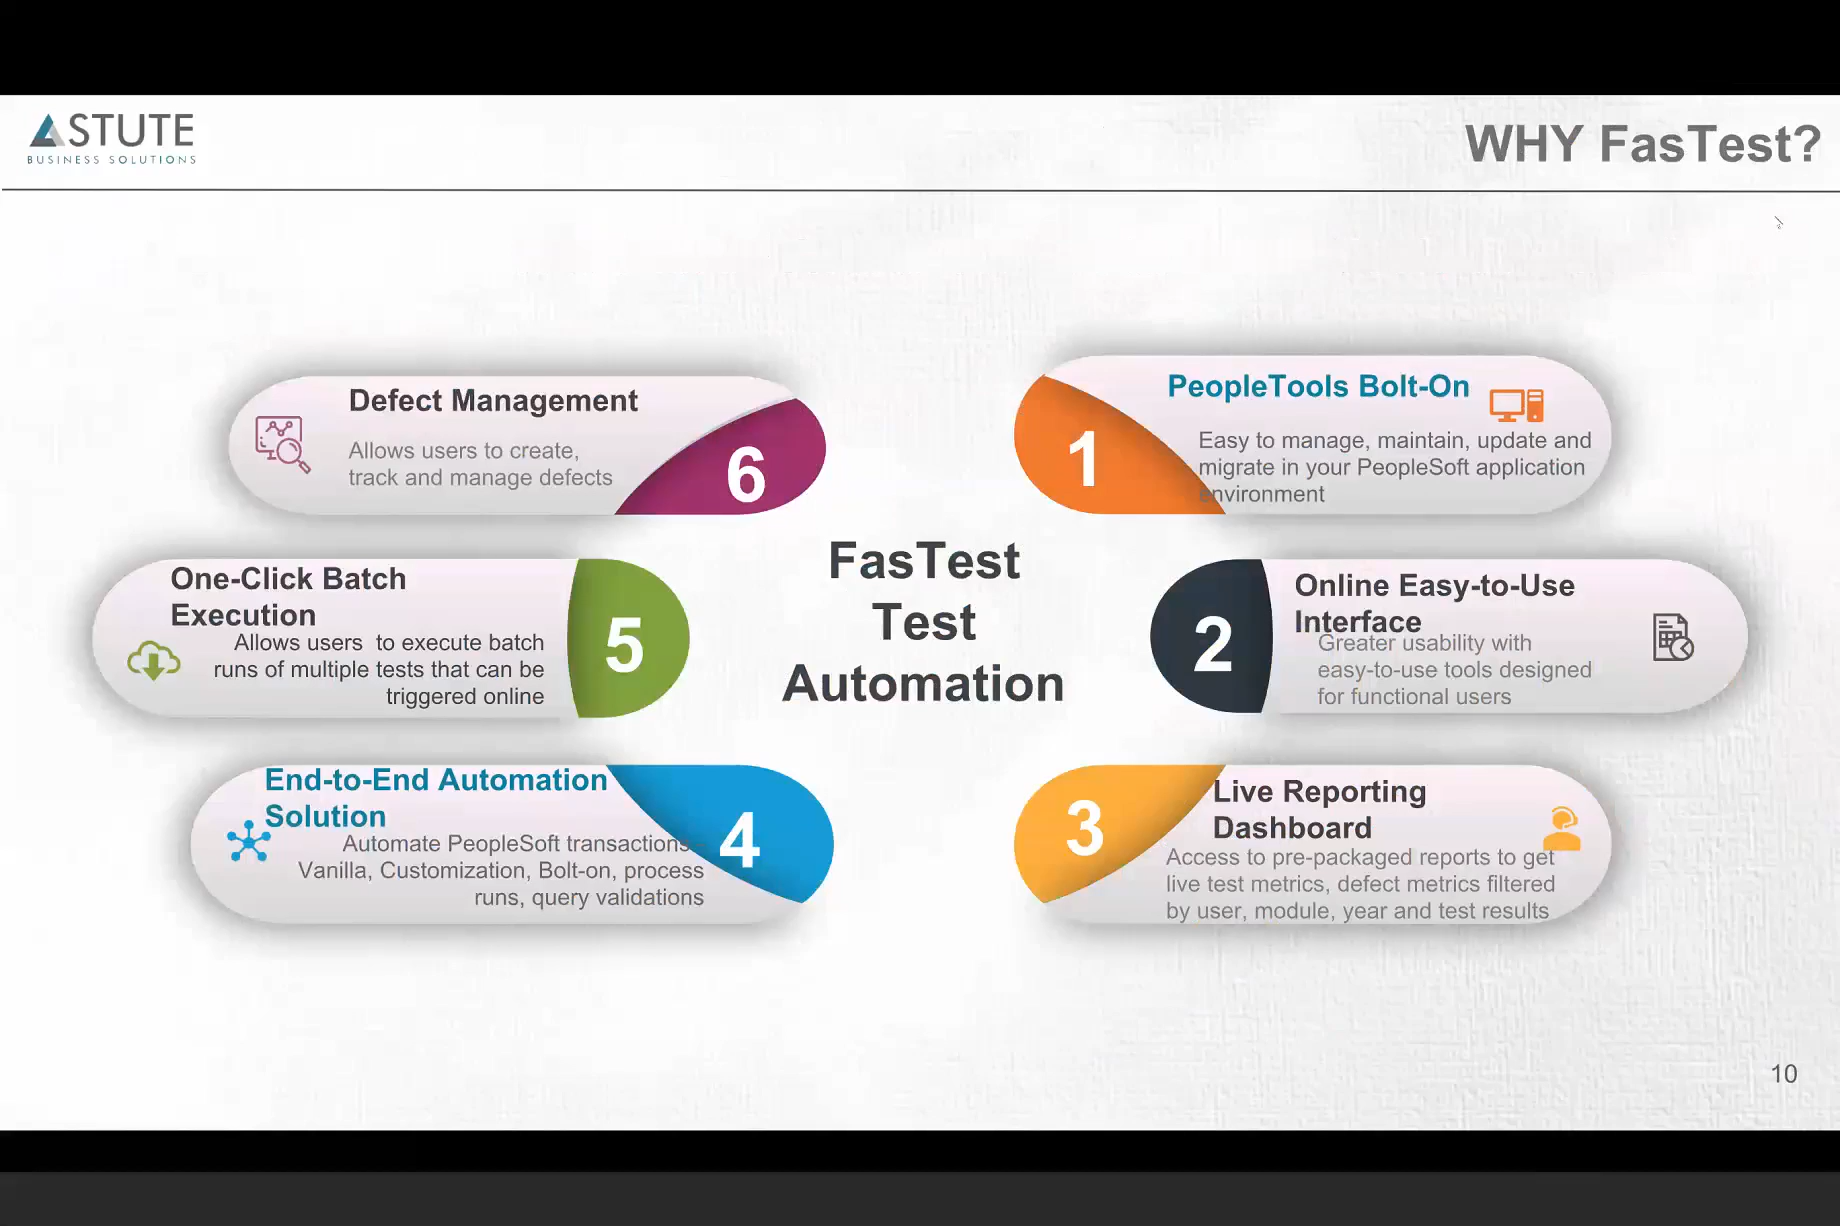 ASTUTE
BUSINESS SOLUTIONS
WHY FasTest?
FasTest
Test
Automation
1
PeopleTools Bolt-On
Easy to manage, maintain, update and
migrate in your PeopleSoft application
environment
2
Online Easy-to-Use
Interface
Greater usability with
easy-to-use tools designed
for functional users
3
Live Reporting
Dashboard
Access to pre-packaged reports to get
live test metrics, defect metrics filtered
by user, module, year and test results
4
End-to-End Automation
Solution
Automate PeopleSoft transactions
Vanilla, Customization, Bolt-on, process
runs, query validations
5
One-Click Batch
Execution
Allows users  to execute batch
runs of multiple tests that can be
triggered online
6
Defect Management
Allows users to create,
track and manage defects
10